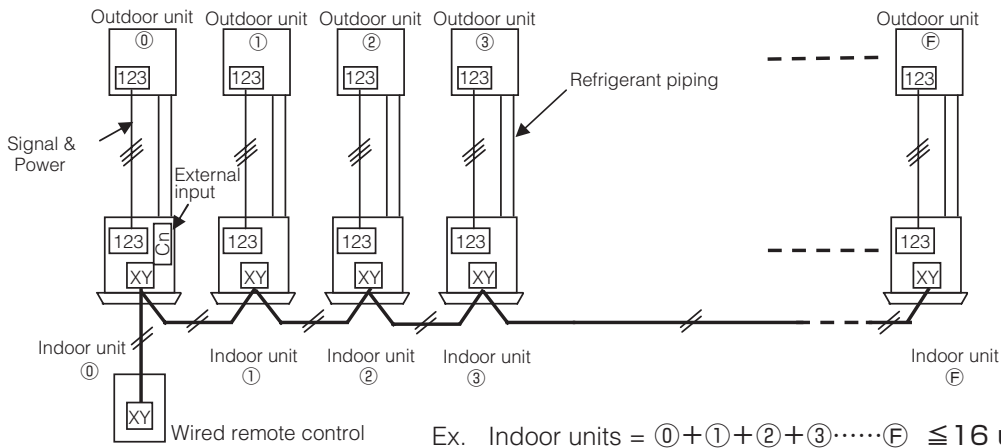 Outdoor unit Outdoor unit Outdoor unit Outdoor unit Outdoor unit
⓪ ① ② ③ Ⓕ
123 123 123 123 123
Refrigerant piping
Signal &
Power
External
input
123 Cn 123 123 123 123
XY XY XY XY XY
Indoor unit Indoor unit Indoor unit Indoor unit Indoor unit
⓪ ① ② ③ Ⓕ
XY
Wired remote control
Ex. Indoor units = ⓪+①+②+③······Ⓕ ≦16